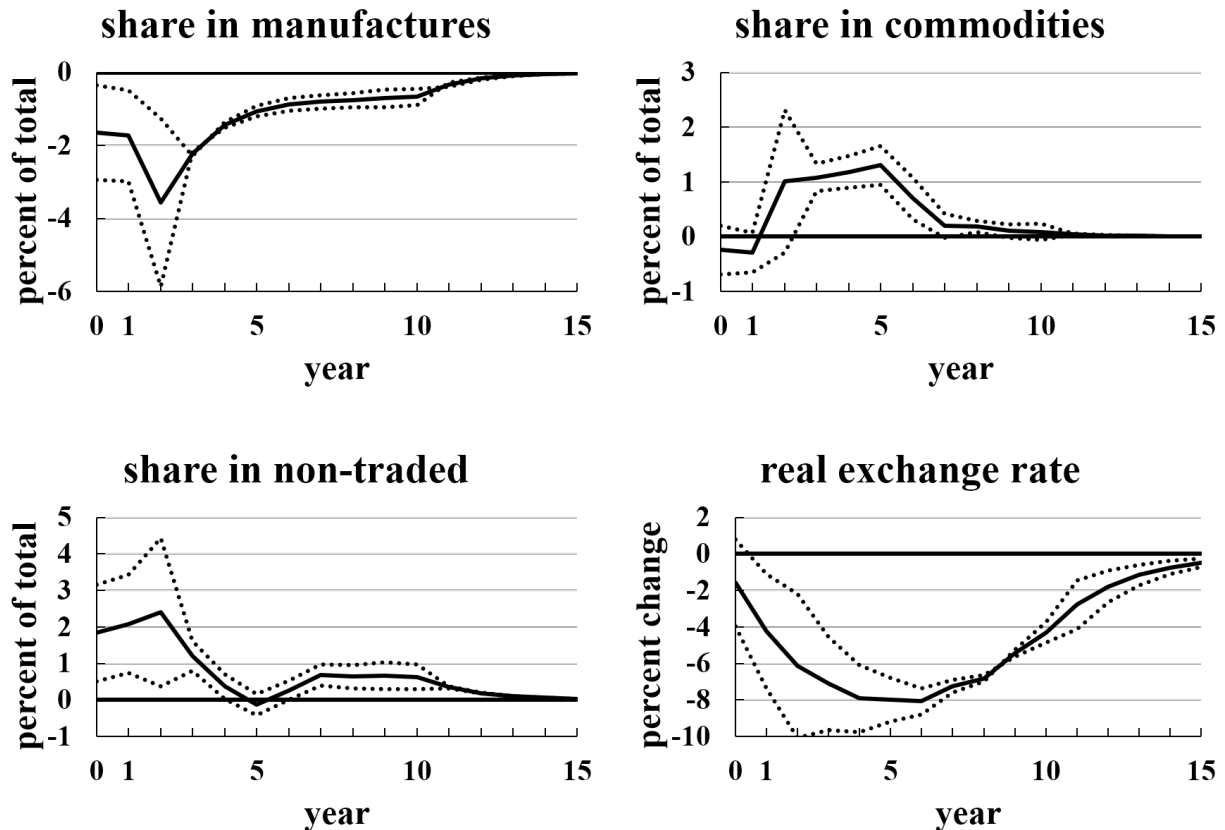 share in manufactures
percent of total
0
-2
-4
-6
0 1 5 10 15
year
share in commodities
percent of total
3
2
1
0
-1
0 1 5 10 15
year
share in non-traded
percent of total
5
4
3
2
1
0
-1
0 1 5 10 15
year
real exchange rate
percent change
2
0
-2
-4
-6
-8
-10
0 1 5 10 15
year